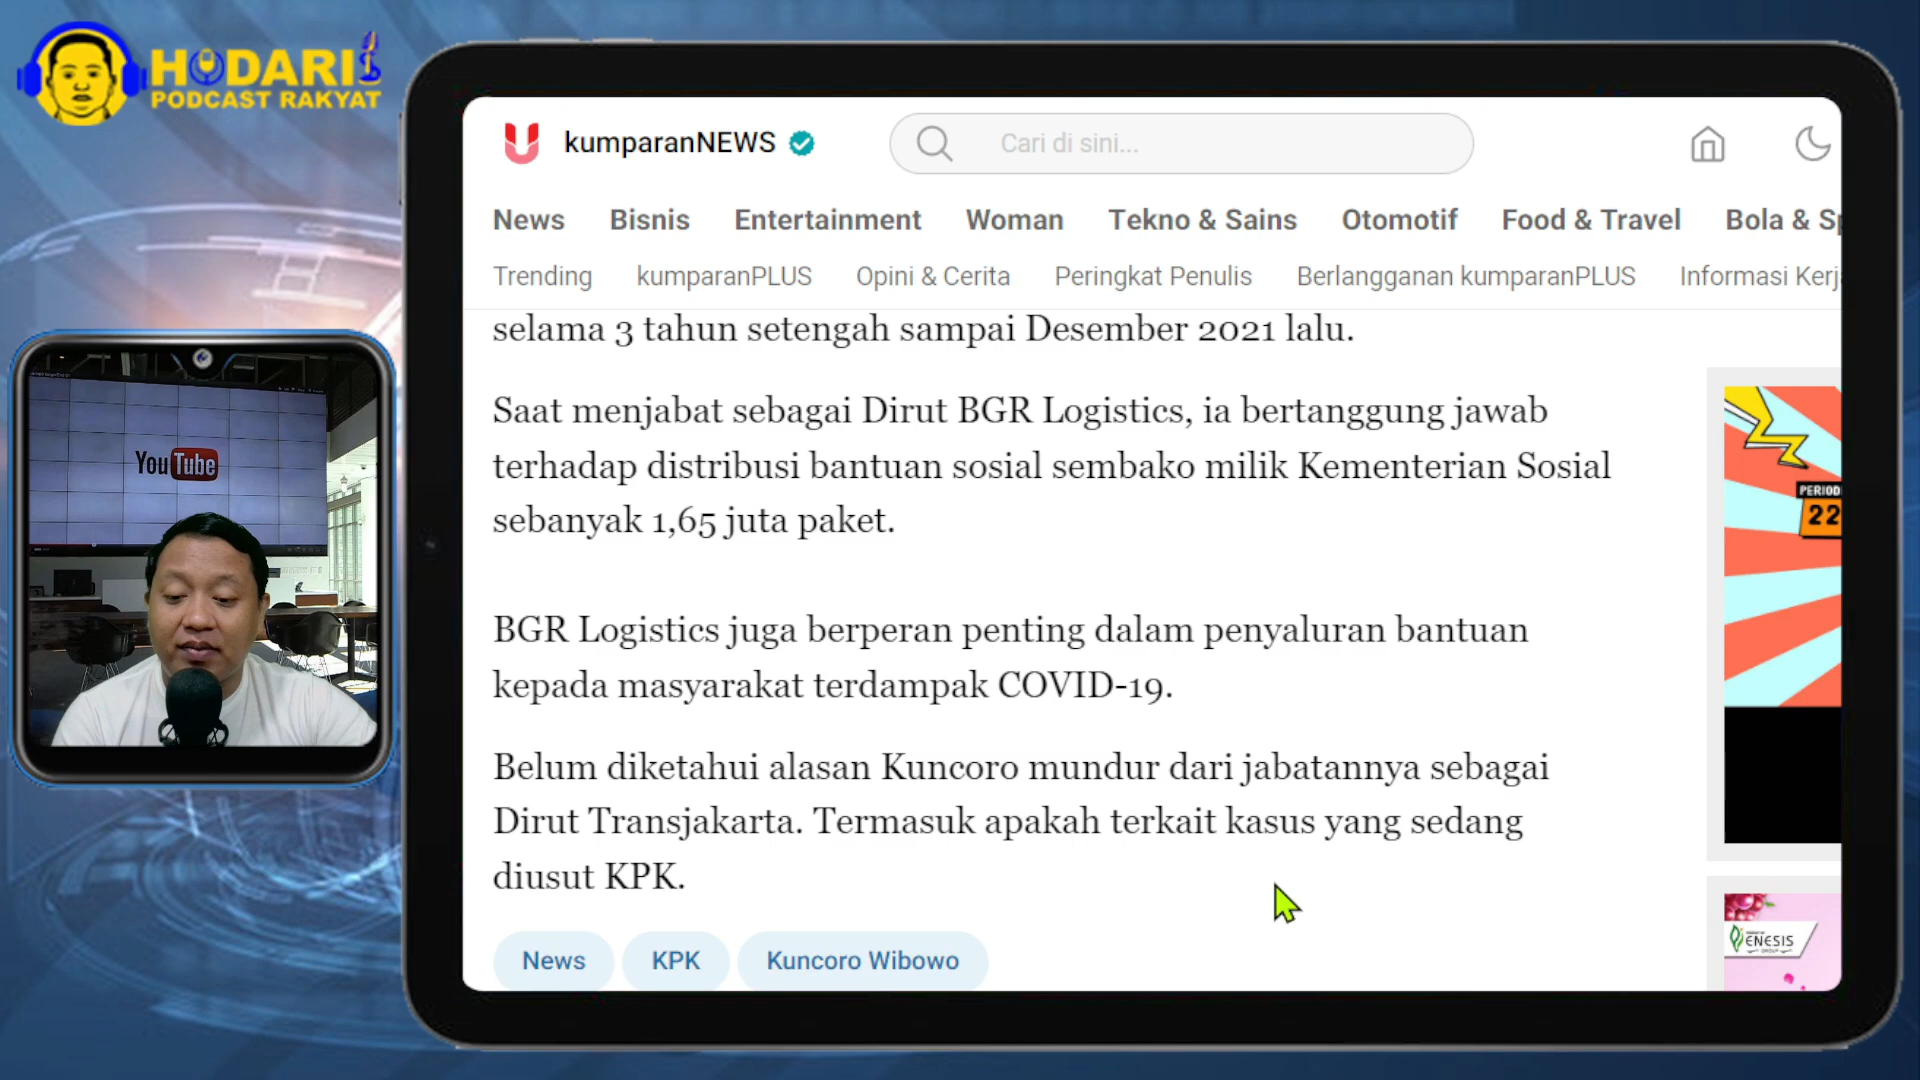 HODARI
PODCAST RAKYAT
YouTube
kumparanNEWS
Cari di sini...
News Bisnis Entertainment Woman Tekno & Sains Otomotif Food & Travel Bola &
Trending kumparanPLUS Opini & Cerita Peringkat Penulis Berlangganan kumparanPLUS Informasi
selama 3 tahun setengah sampai Desember 2021 lalu.
Saat menjabat sebagai Dirut BGR Logistics, ia bertanggung jawab
terhadap distribusi bantuan sosial sembako milik Kementerian Sosial
sebanyak 1,65 juta paket.
BGR Logistics juga berperan penting dalam penyaluran bantuan
kepada masyarakat terdampak COVID-19.
Belum diketahui alasan Kuncoro mundur dari jabatannya sebagai
Dirut Transjakarta. Termasuk apakah terkait kasus yang sedang
diusut KPK.
News KPK Kuncoro Wibowo
PERIOD
22
ENESIS